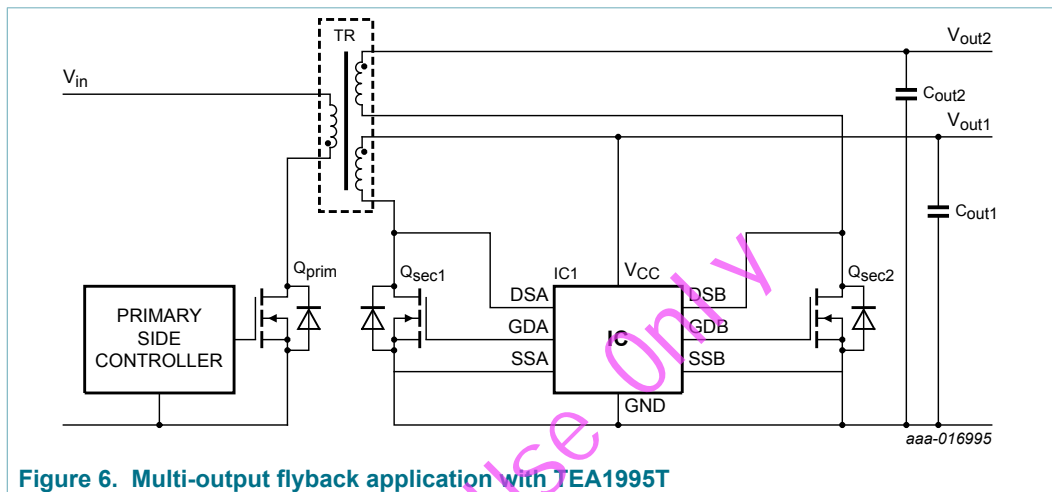 TR
Vout2
Vin
Cout2
Vout1
Cout1
Qprim
Qsec1
IC1
VCC
Qsec2
DSA
DSB
GDA
GDB
IC
SSA
SSB
GND
PRIMARY
SIDE
CONTROLLER
Use Only
aaa-016995
Figure 6. Multi-output flyback application with TEA1995T